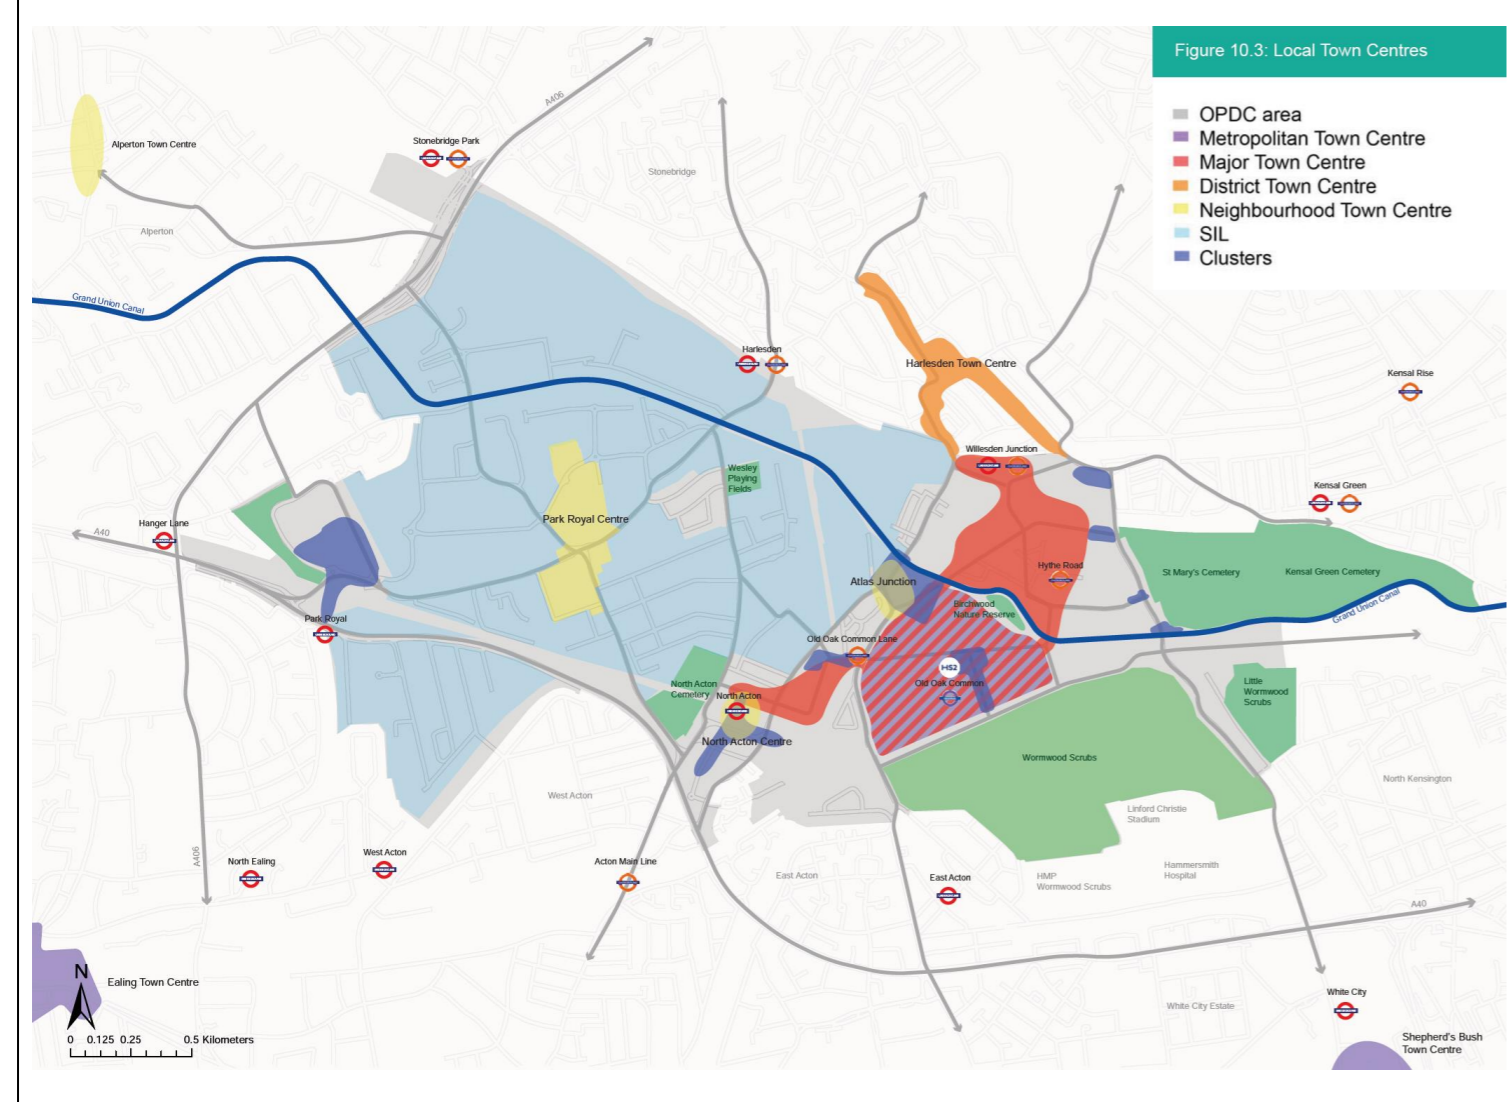 Figure 10.3: Local Town Centres
OPDC area
Metropolitan Town Centre
Major Town Centre
District Town Centre
Neighbourhood Town Centre
SIL
Clusters
A406
Alperton Town Centre
Stonebridge Park
Stonebridge
Alperton
Grand Union Canal
Harlesden
Harlesden Town Centre
Kensal Rise
Willesden Junction
Wesley
Playing
Fields
Kensal Green
Park Royal Centre
Hanger Lane
A40
Hythe Road
St Mary's Cemetery
Kensal Green Cemetery
Atlas Junction
Birchwood
Nature Reserve
Grand Union Canal
Park Royal
Old Oak Common Lane
HS2
Old Oak Common
North Acton
Cemetery
North Acton
Little
Wormwood
Scrubs
North Acton Centre
Wormwood Scrubs
North Kensington
West Acton
Linford Christie
Stadium
A406
North Ealing
West Acton
Acton Main Line
East Acton
East Acton
HMP
Wormwood Scrubs
Hammersmith
Hospital
A40
N
Ealing Town Centre
White City
White City Estate
0 0.125 0.25 0.5 Kilometers
Shepherd's Bush
Town Centre